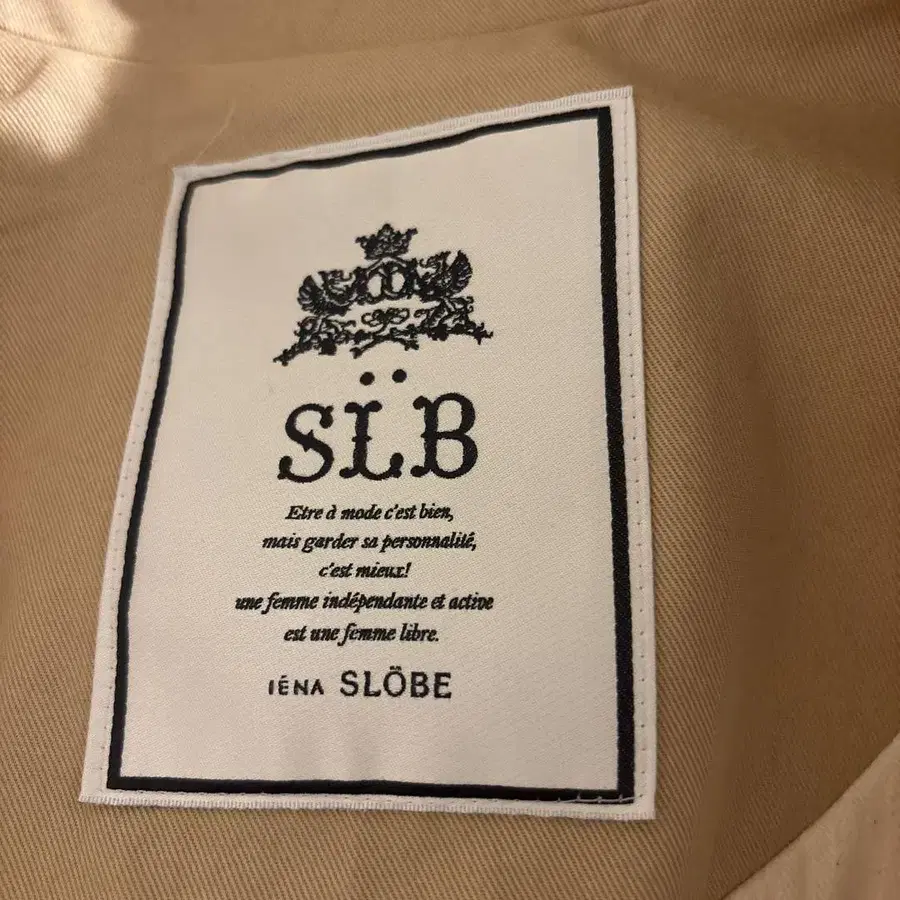 SL̈B
Etre à mode c'est bien,
mais garder sa personnalité,
c'est mieux!
une femme indépendante et active
est une femme libre.
IÉNA SLÖBE